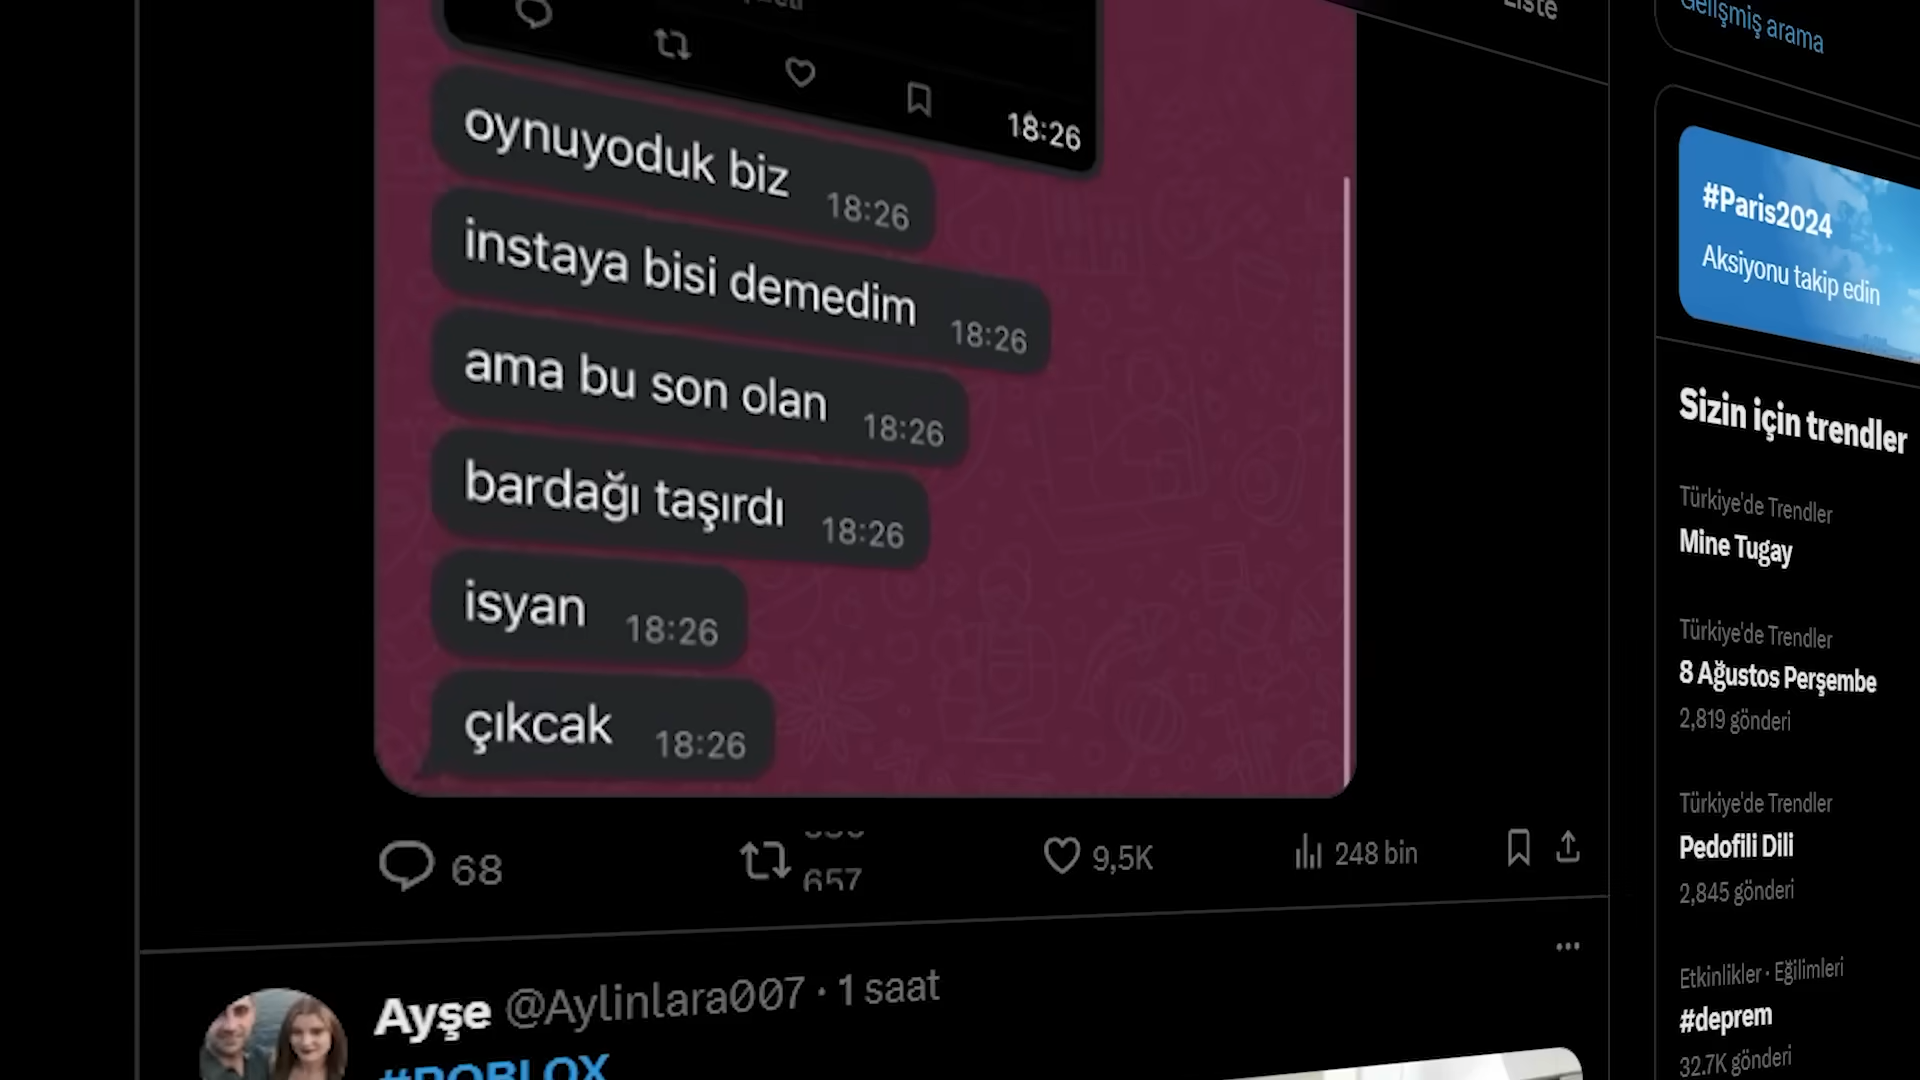 18:26
oynuyoduk biz 18:26
instaya bisi demedim 18:26
ama bu son olan 18:26
bardağı taşırdı 18:26
isyan 18:26
çıkcak 18:26
68 657 9,5K 248 bin
Ayşe @Aylinlara007 · 1 saat
#ROBLOX
Liste
Gelişmiş arama
#Paris2024
Aksiyonu takip edin
Sizin için trendler
Türkiye'de Trendler
Mine Tugay
Türkiye'de Trendler
8 Ağustos Perşembe
2,819 gönderi
Türkiye'de Trendler
Pedofili Dili
2,845 gönderi
Etkinlikler · Eğilimleri
#deprem
32.7K gönderi